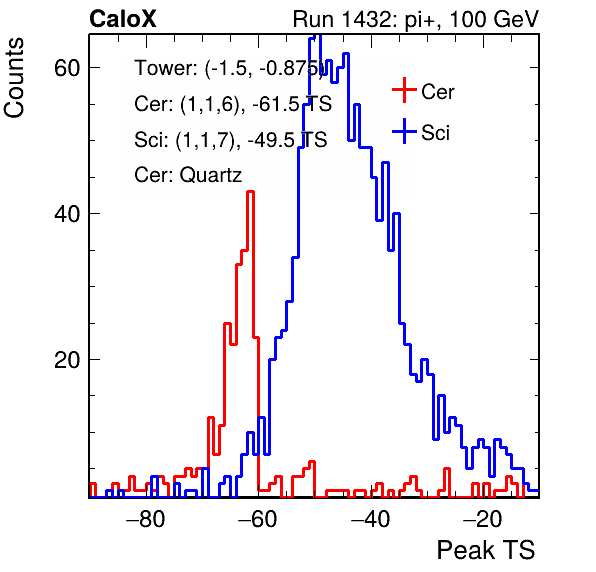 CaloX Run 1432: pi+, 100 GeV
Counts
Tower: (-1.5, -0.875)
Cer: (1,1,6), -61.5 TS
Sci: (1,1,7), -49.5 TS
Cer: Quartz
Cer
Sci
60
40
20
−80 −60 −40 −20
Peak TS